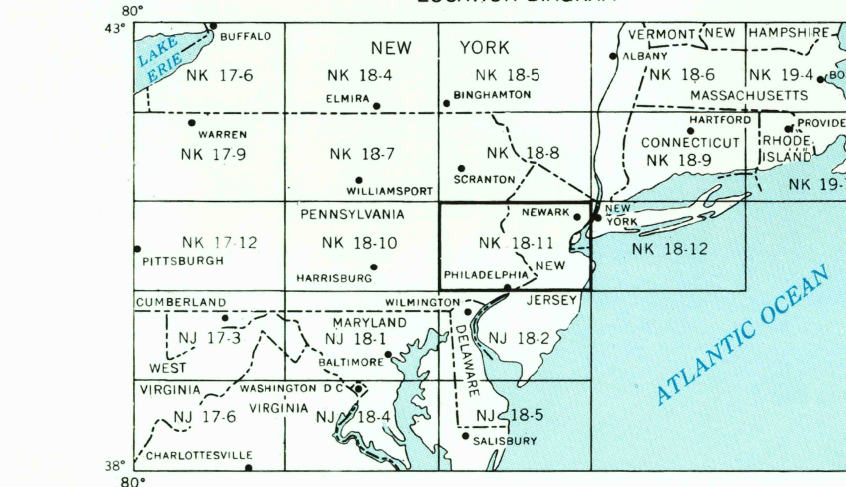 80°
43°
BUFFALO
LAKE
ERIE
NEW YORK
VERMONT NEW HAMPSHIRE
ALBANY
NK 17-6
NK 18-4
NK 18-5
NK 18-6
NK 19-4
BO
MASSACHUSETTS
ELMIRA
BINGHAMTON
HARTFORD
PROVIDE
WARREN
CONNECTICUT
RHODE
ISLAND
NK 17-9
NK 18-7
NK 18-8
NK 18-9
SCRANTON
WILLIAMSPORT
NK 19-
PENNSYLVANIA
NEWARK
NEW
YORK
NK 17-12
NK 18-10
NK 18-11
NK 18-12
PITTSBURGH
HARRISBURG
PHILADELPHIA
NEW
JERSEY
CUMBERLAND
WILMINGTON
MARYLAND
DELAWARE
NJ 17-3
NJ 18-1
NJ 18-2
BALTIMORE
WEST
VIRGINIA
WASHINGTON D C
VIRGINIA
NJ 17-6
NJ 18-4
NJ 18-5
SALISBURY
CHARLOTTESVILLE
ATLANTIC OCEAN
38°
80°